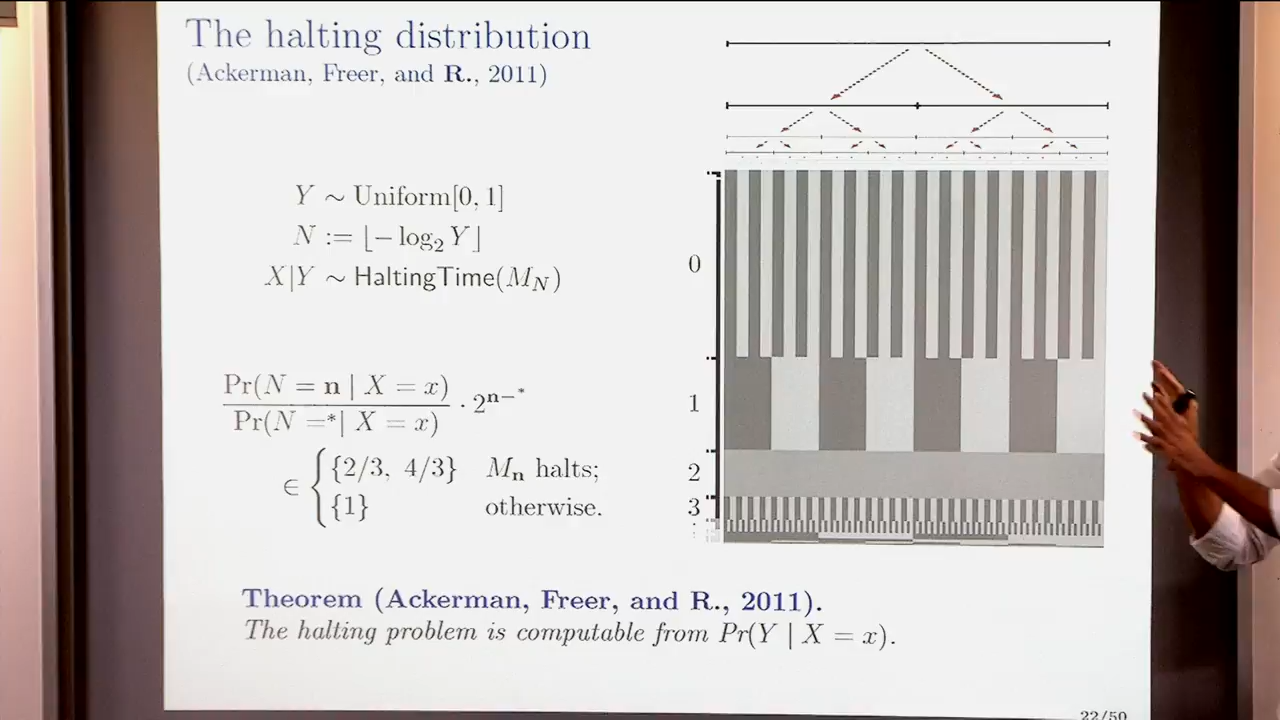 The halting distribution
(Ackerman, Freer, and R., 2011)
Y ∼ Uniform[0, 1]
N := ⌊− log₂ Y⌋
X|Y ∼ HaltingTime(M_N)
Pr(N = n | X = x)
Pr(N =*| X = x)
· 2^{n−*}
∈ { {2/3, 4/3} M_n halts;
{1} otherwise.
0
1
2
3
Theorem (Ackerman, Freer, and R., 2011).
The halting problem is computable from Pr(Y | X = x).
22/50